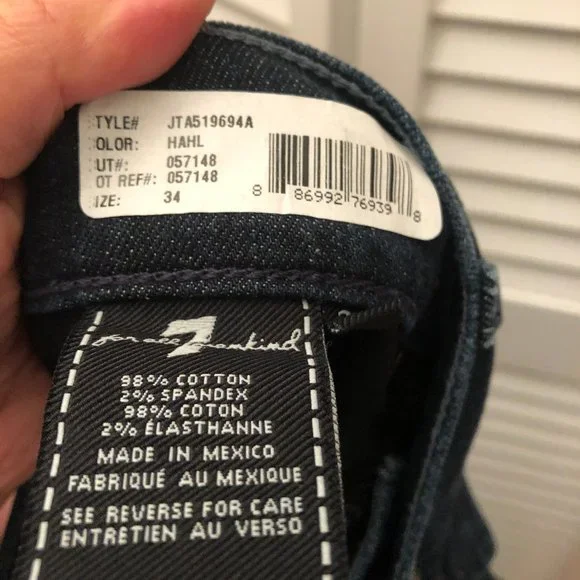 TYLE# JTA519694A
OLOR: HAHL
UT#: 057148
OT REF#: 057148
IZE: 34
8 86992 76939 8
7
for all mankind
98% COTTON
2% SPANDEX
98% COTON
2% ÉLASTHANNE
MADE IN MEXICO
FABRIQUÉ AU MEXIQUE
SEE REVERSE FOR CARE
ENTRETIEN AU VERSO